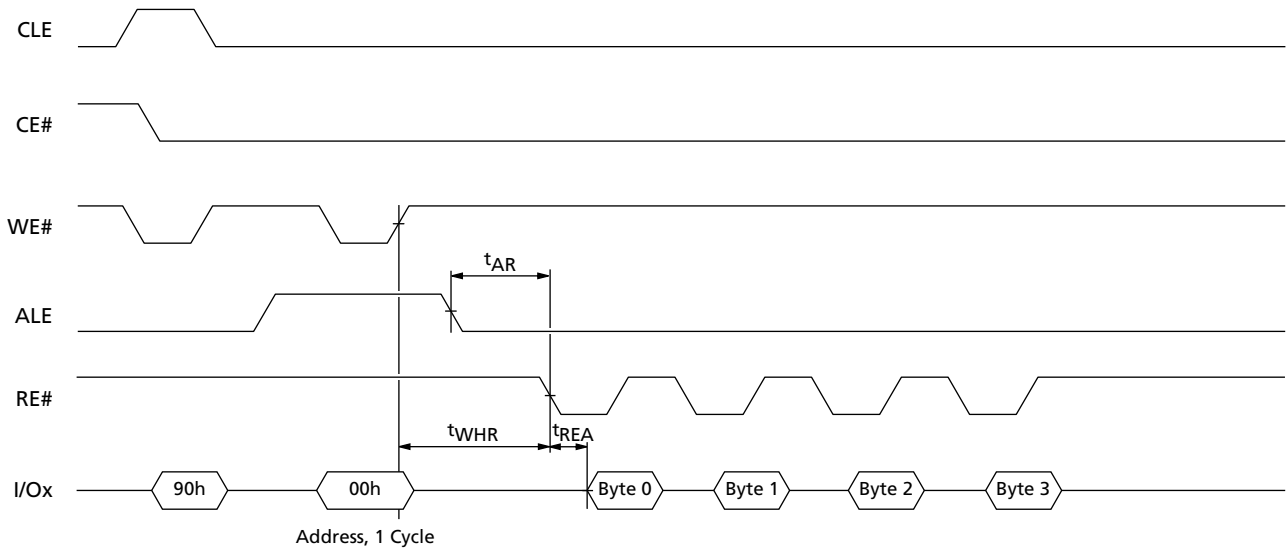 CLE
CE#
WE#
tAR
ALE
RE#
tWHR tREA
I/Ox 90h 00h Byte 0 Byte 1 Byte 2 Byte 3
Address, 1 Cycle